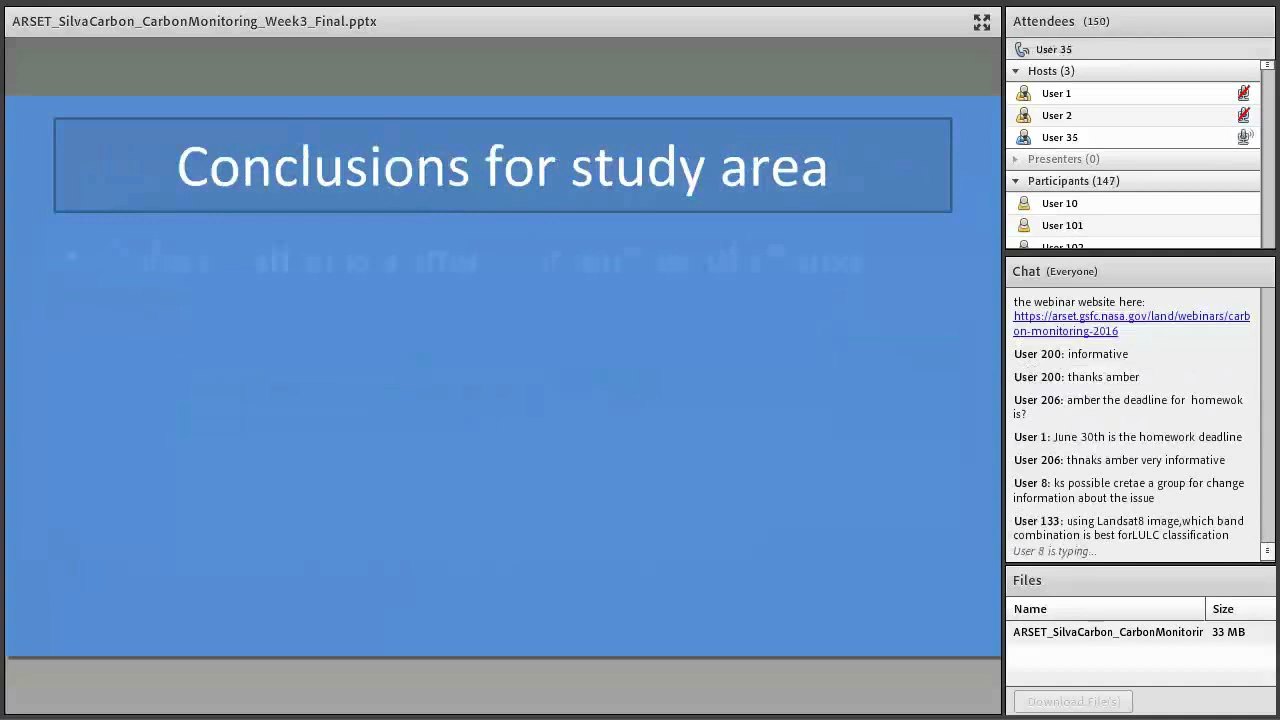 ARSET_SilvaCarbon_CarbonMonitoring_Week3_Final.pptx
Conclusions for study area
Attendees (150)
User 35
Hosts (3)
User 1
User 2
User 35
Presenters (0)
Participants (147)
User 10
User 101
User 102
Chat (Everyone)
the webinar website here:
https://arset.gsfc.nasa.gov/land/webinars/carb
on-monitoring-2016
User 200: informative
User 200: thanks amber
User 206: amber the deadline for homewok
is?
User 1: June 30th is the homework deadline
User 206: thnaks amber very informative
User 8: ks possible cretae a group for change
information about the issue
User 133: using Landsat8 image,which band
combination is best forLULC classification
User 8 is typing...
Files
Name Size
ARSET_SilvaCarbon_CarbonMonitorir 33 MB
Download File(s)